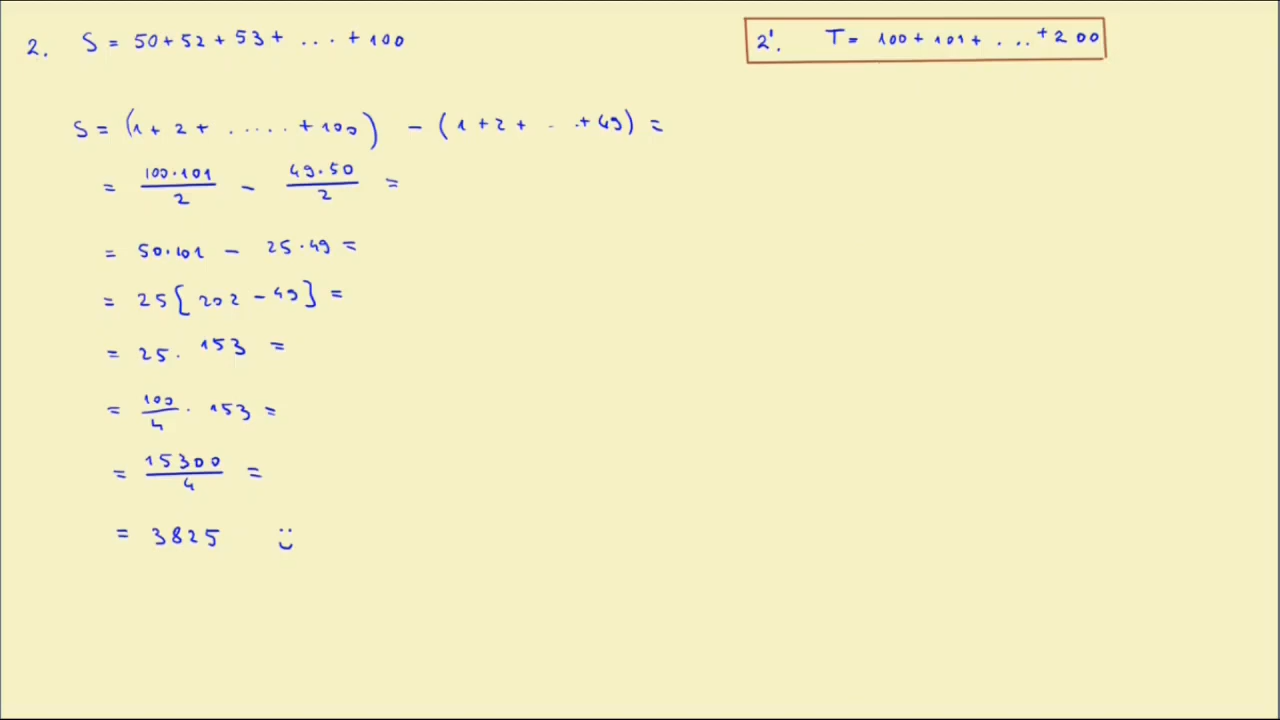 2. S = 50 + 52 + 53 + ... + 100
2'. T = 100 + 101 + .... + 200
S = (1 + 2 + ..... + 100) - (1 + 2 + ... + 49) =
= 100·101/2 - 49·50/2 =
= 50·101 - 25·49 =
= 25[202 - 49] =
= 25 · 153 =
= 100/4 · 153 =
= 15300/4 =
= 3825 :)